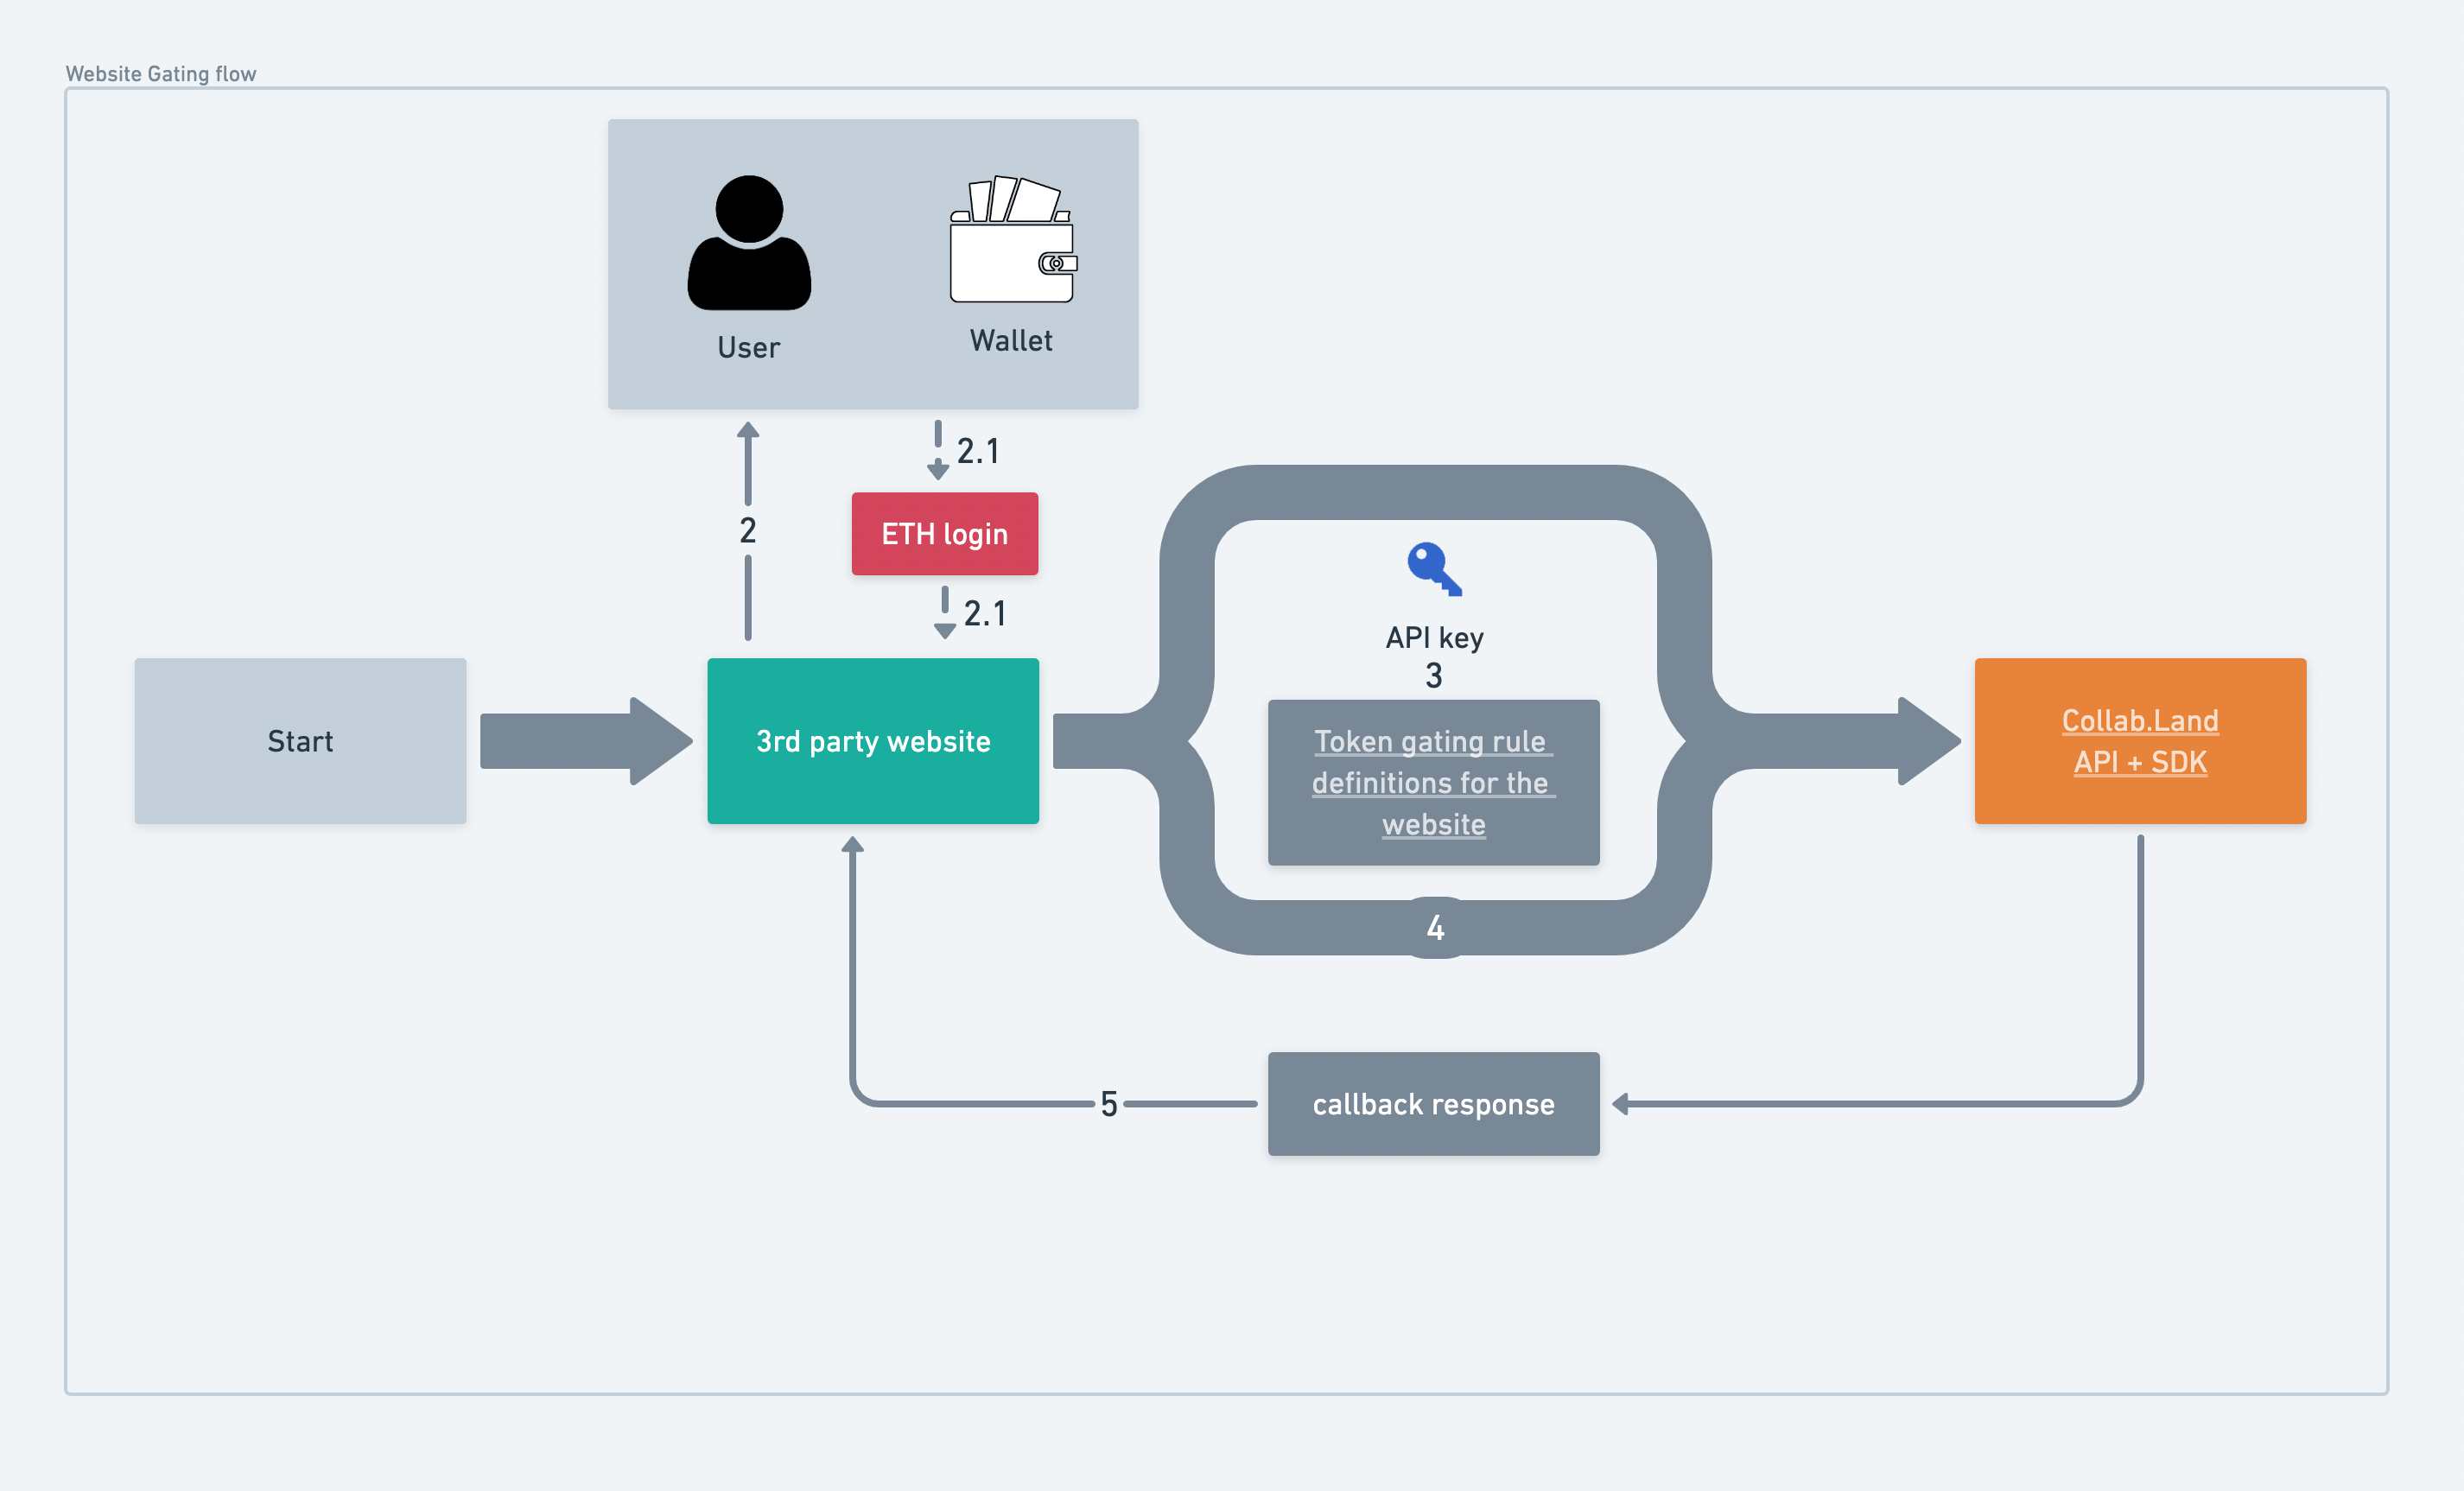 Website Gating flow
User
Wallet
2.1
ETH login
2
2.1
API key
3
Start
3rd party website
Token gating rule
definitions for the
website
Collab.Land
API + SDK
4
5
callback response